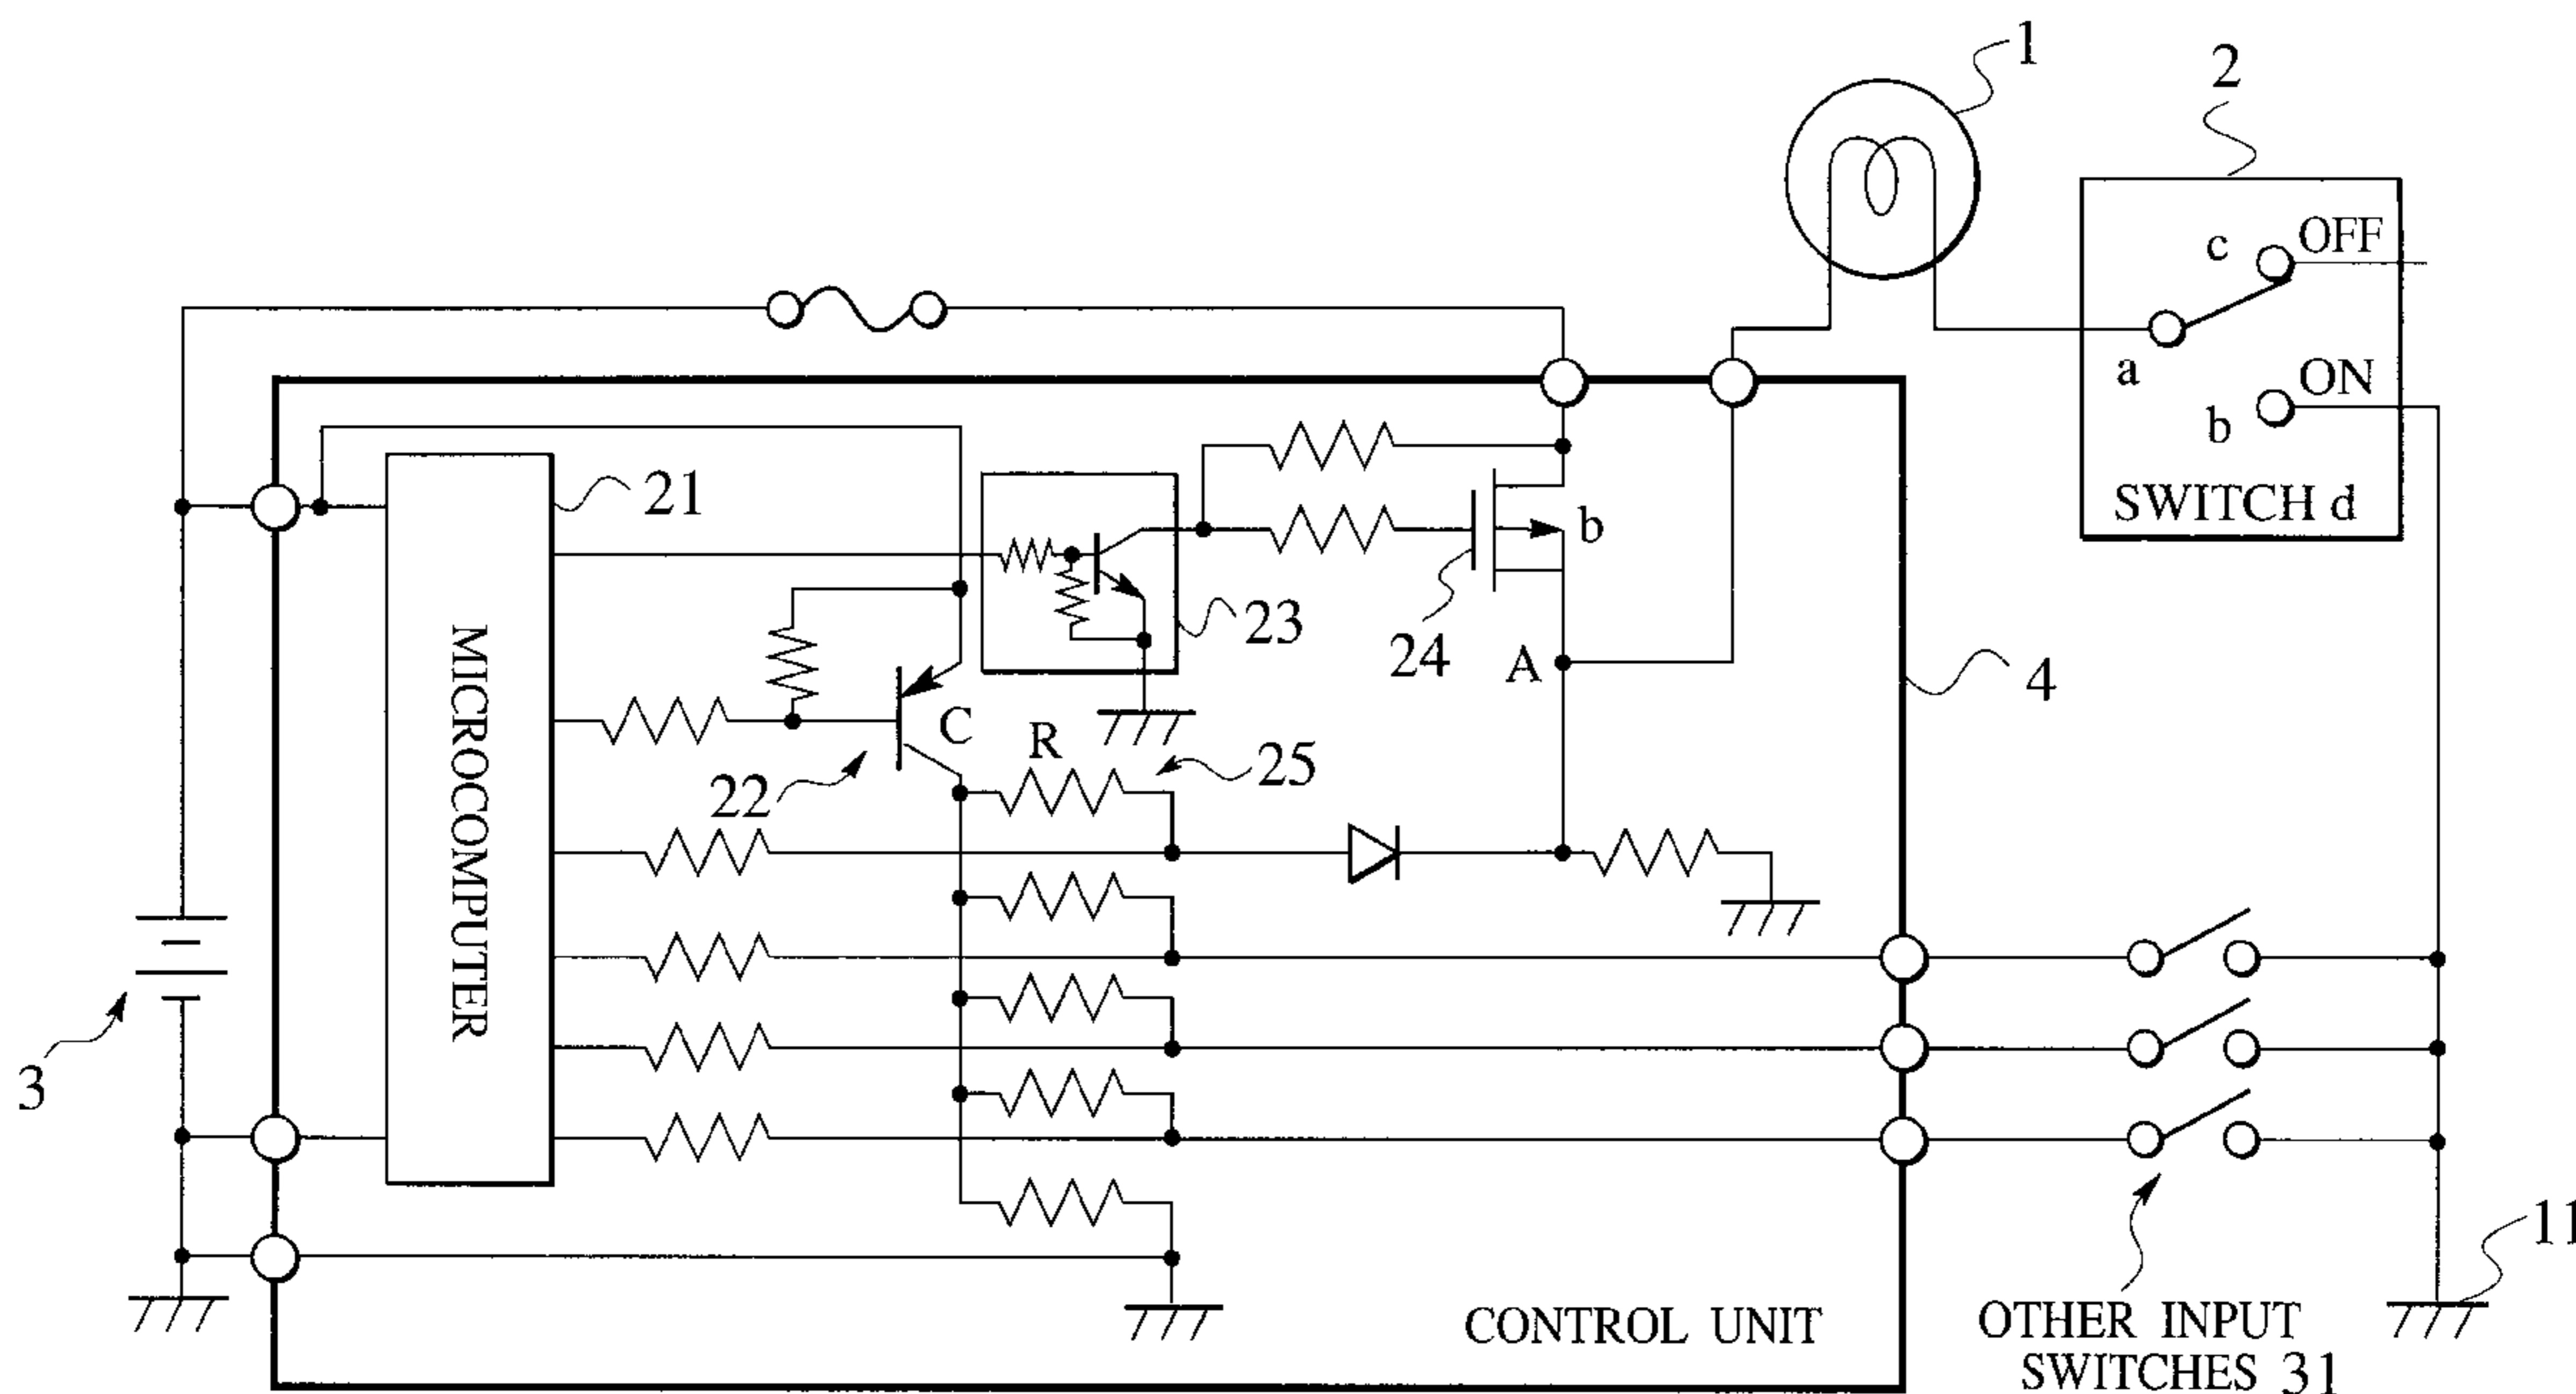 1
2
c
OFF
a
ON
b
SWITCH d
21
b
MICROCOMPUTER
23
24
A
4
C
R
25
22
3
11
CONTROL UNIT
OTHER INPUT
SWITCHES 31